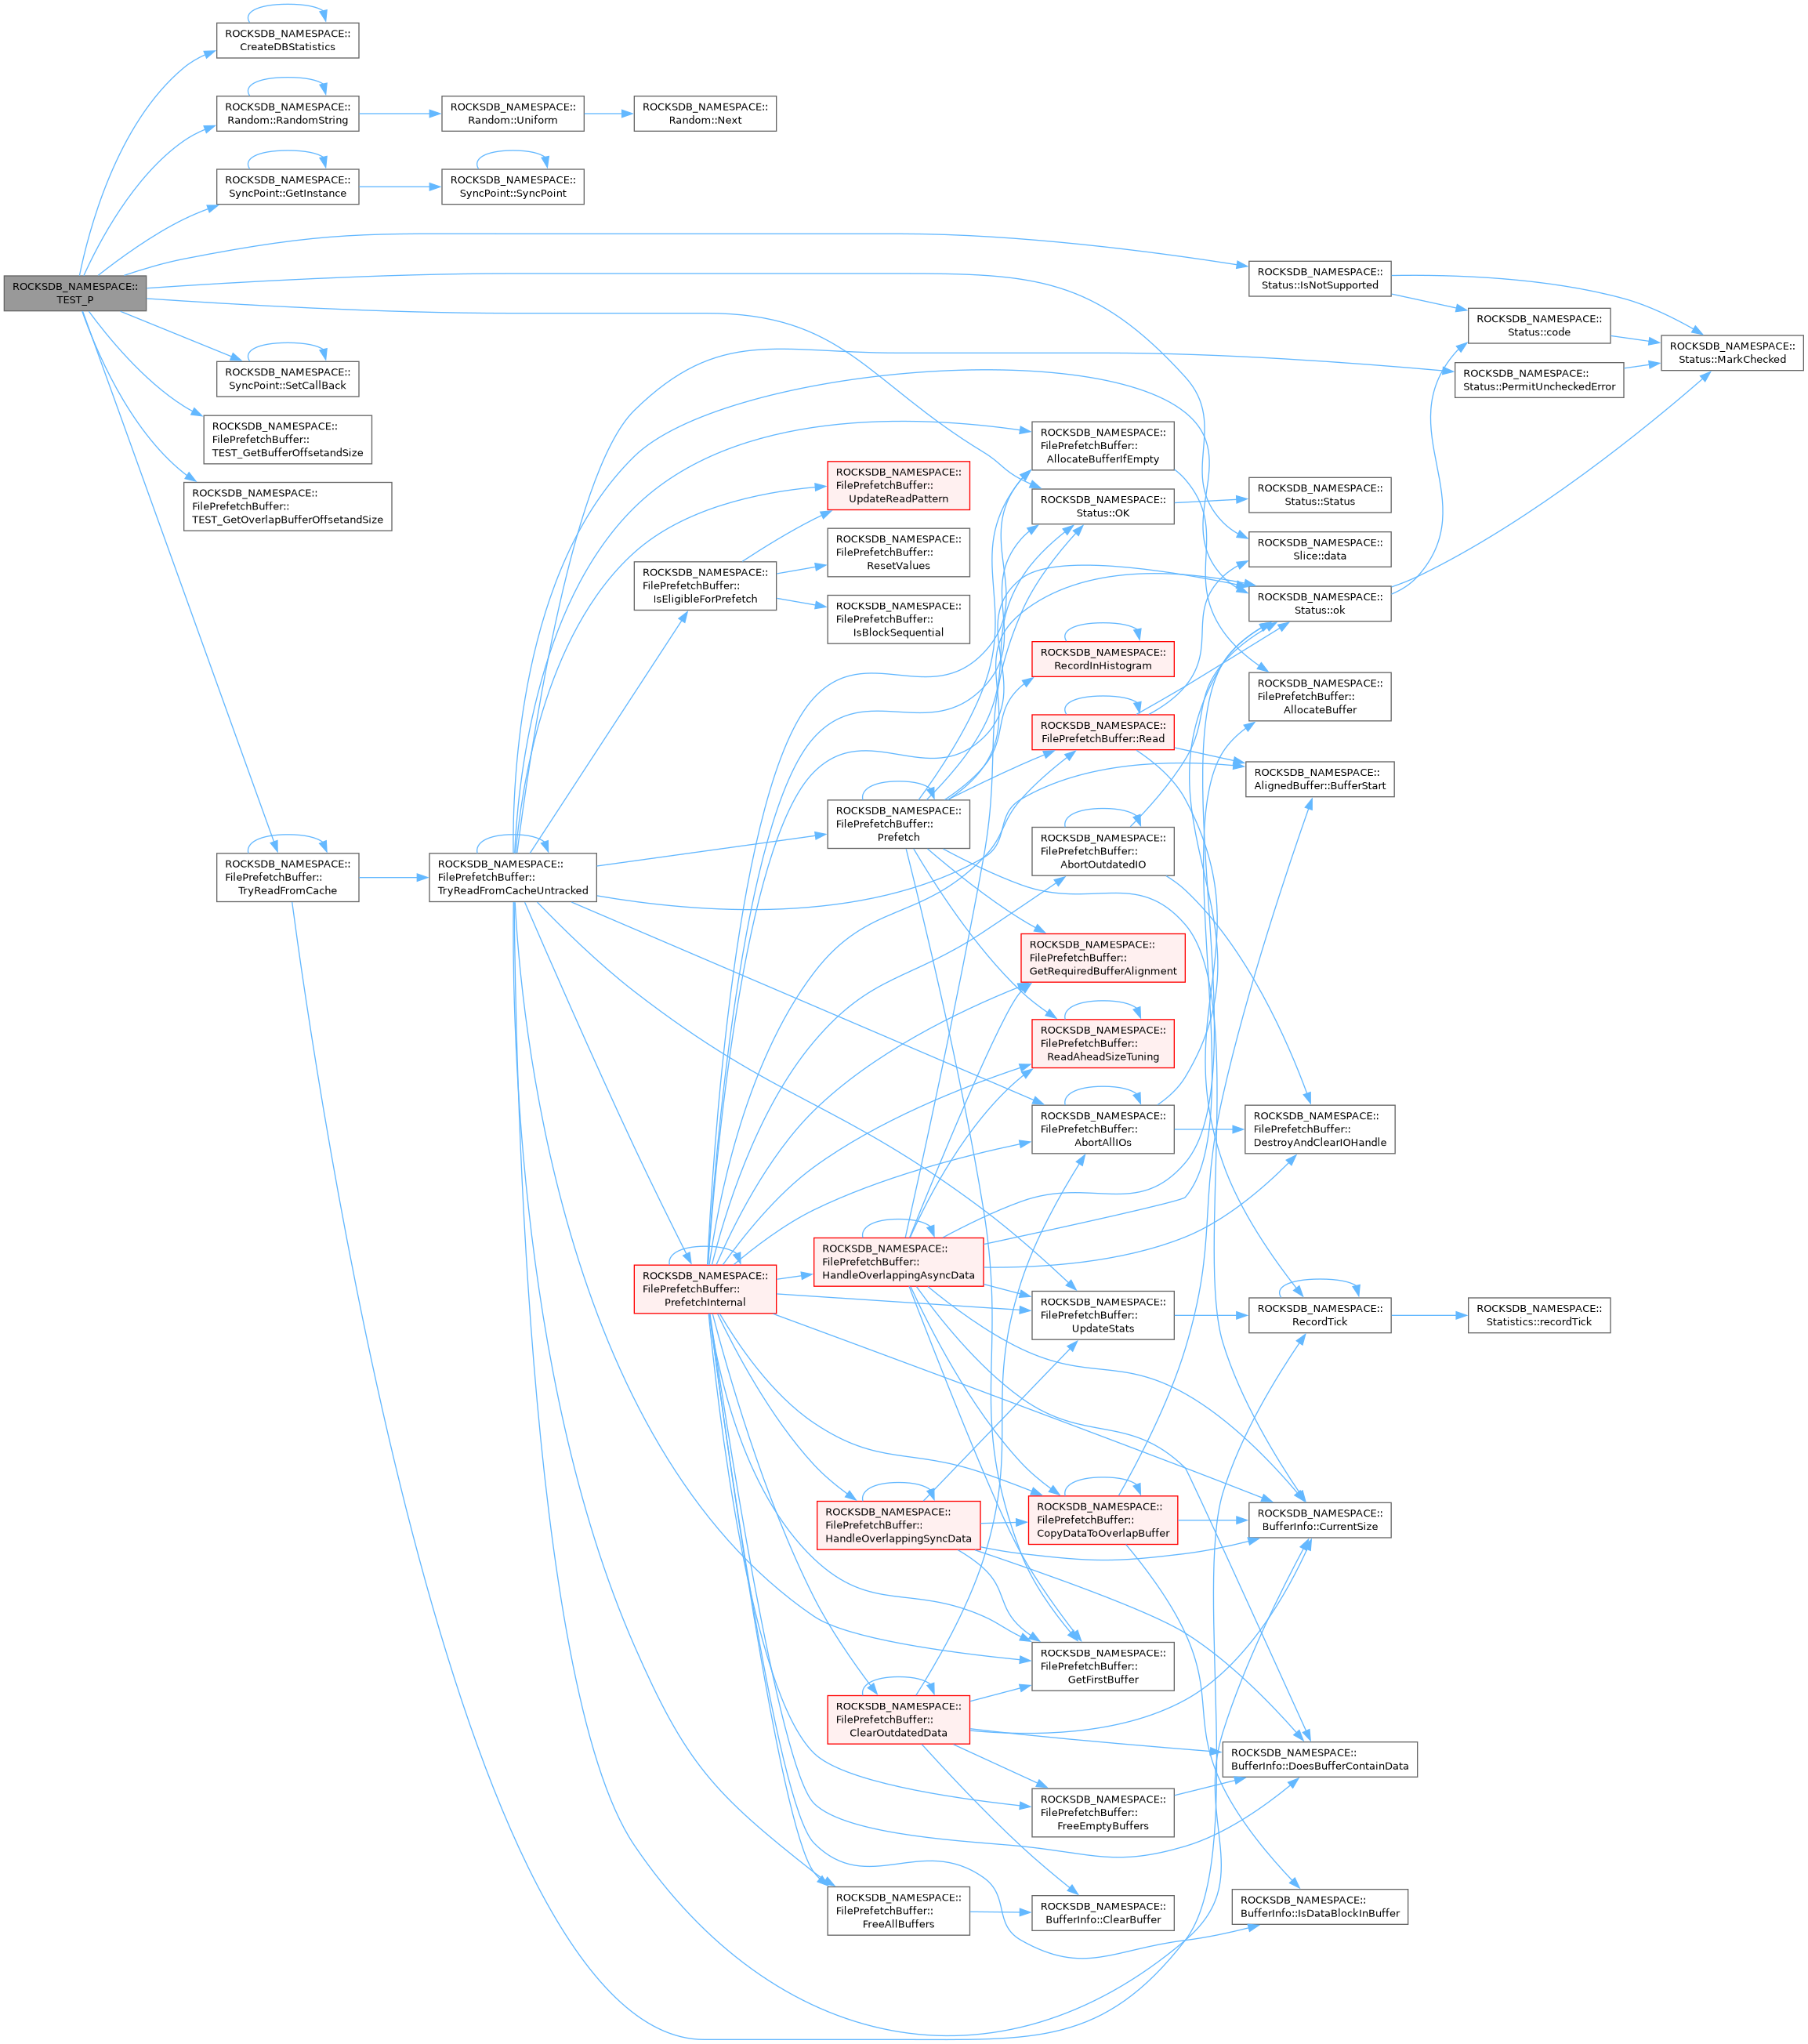 ROCKSDB_NAMESPACE::
TEST_P
ROCKSDB_NAMESPACE::
CreateDBStatistics
ROCKSDB_NAMESPACE::
Random::RandomString
ROCKSDB_NAMESPACE::
Random::Uniform
ROCKSDB_NAMESPACE::
Random::Next
ROCKSDB_NAMESPACE::
SyncPoint::GetInstance
ROCKSDB_NAMESPACE::
SyncPoint::SyncPoint
ROCKSDB_NAMESPACE::
Status::IsNotSupported
ROCKSDB_NAMESPACE::
Status::code
ROCKSDB_NAMESPACE::
Status::MarkChecked
ROCKSDB_NAMESPACE::
Status::PermitUncheckedError
ROCKSDB_NAMESPACE::
SyncPoint::SetCallBack
ROCKSDB_NAMESPACE::
FilePrefetchBuffer::
TEST_GetBufferOffsetandSize
ROCKSDB_NAMESPACE::
FilePrefetchBuffer::
TEST_GetOverlapBufferOffsetandSize
ROCKSDB_NAMESPACE::
FilePrefetchBuffer::
AllocateBufferIfEmpty
ROCKSDB_NAMESPACE::
FilePrefetchBuffer::
UpdateReadPattern
ROCKSDB_NAMESPACE::
Status::OK
ROCKSDB_NAMESPACE::
Status::Status
ROCKSDB_NAMESPACE::
FilePrefetchBuffer::
ResetValues
ROCKSDB_NAMESPACE::
Slice::data
ROCKSDB_NAMESPACE::
FilePrefetchBuffer::
IsEligibleForPrefetch
ROCKSDB_NAMESPACE::
FilePrefetchBuffer::
IsBlockSequential
ROCKSDB_NAMESPACE::
Status::ok
ROCKSDB_NAMESPACE::
RecordInHistogram
ROCKSDB_NAMESPACE::
FilePrefetchBuffer::
AllocateBuffer
ROCKSDB_NAMESPACE::
FilePrefetchBuffer::Read
ROCKSDB_NAMESPACE::
AlignedBuffer::BufferStart
ROCKSDB_NAMESPACE::
FilePrefetchBuffer::
Prefetch
ROCKSDB_NAMESPACE::
FilePrefetchBuffer::
AbortOutdatedIO
ROCKSDB_NAMESPACE::
FilePrefetchBuffer::
TryReadFromCache
ROCKSDB_NAMESPACE::
FilePrefetchBuffer::
TryReadFromCacheUntracked
ROCKSDB_NAMESPACE::
FilePrefetchBuffer::
GetRequiredBufferAlignment
ROCKSDB_NAMESPACE::
FilePrefetchBuffer::
ReadAheadSizeTuning
ROCKSDB_NAMESPACE::
FilePrefetchBuffer::
AbortAllIOs
ROCKSDB_NAMESPACE::
FilePrefetchBuffer::
DestroyAndClearIOHandle
ROCKSDB_NAMESPACE::
FilePrefetchBuffer::
HandleOverlappingAsyncData
ROCKSDB_NAMESPACE::
FilePrefetchBuffer::
PrefetchInternal
ROCKSDB_NAMESPACE::
FilePrefetchBuffer::
UpdateStats
ROCKSDB_NAMESPACE::
RecordTick
ROCKSDB_NAMESPACE::
Statistics::recordTick
ROCKSDB_NAMESPACE::
FilePrefetchBuffer::
HandleOverlappingSyncData
ROCKSDB_NAMESPACE::
FilePrefetchBuffer::
CopyDataToOverlapBuffer
ROCKSDB_NAMESPACE::
BufferInfo::CurrentSize
ROCKSDB_NAMESPACE::
FilePrefetchBuffer::
GetFirstBuffer
ROCKSDB_NAMESPACE::
FilePrefetchBuffer::
ClearOutdatedData
ROCKSDB_NAMESPACE::
BufferInfo::DoesBufferContainData
ROCKSDB_NAMESPACE::
FilePrefetchBuffer::
FreeEmptyBuffers
ROCKSDB_NAMESPACE::
FilePrefetchBuffer::
FreeAllBuffers
ROCKSDB_NAMESPACE::
BufferInfo::ClearBuffer
ROCKSDB_NAMESPACE::
BufferInfo::IsDataBlockInBuffer